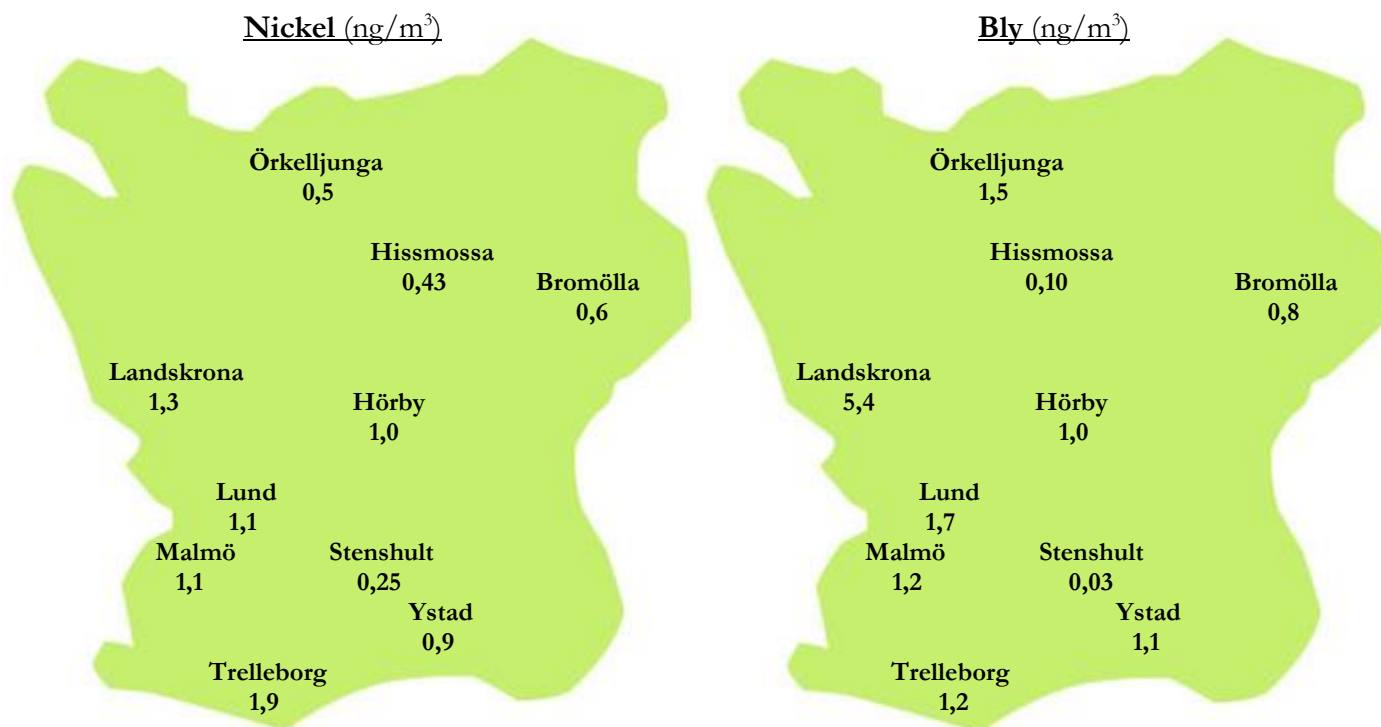 Nickel (ng/m³)
Örkelljunga
0,5
Hissmossa
0,43
Bromölla
0,6
Landskrona
1,3
Hörby
1,0
Lund
1,1
Malmö
1,1
Stenshult
0,25
Ystad
0,9
Trelleborg
1,9
Bly (ng/m³)
Örkelljunga
1,5
Hissmossa
0,10
Bromölla
0,8
Landskrona
5,4
Hörby
1,0
Lund
1,7
Malmö
1,2
Stenshult
0,03
Ystad
1,1
Trelleborg
1,2